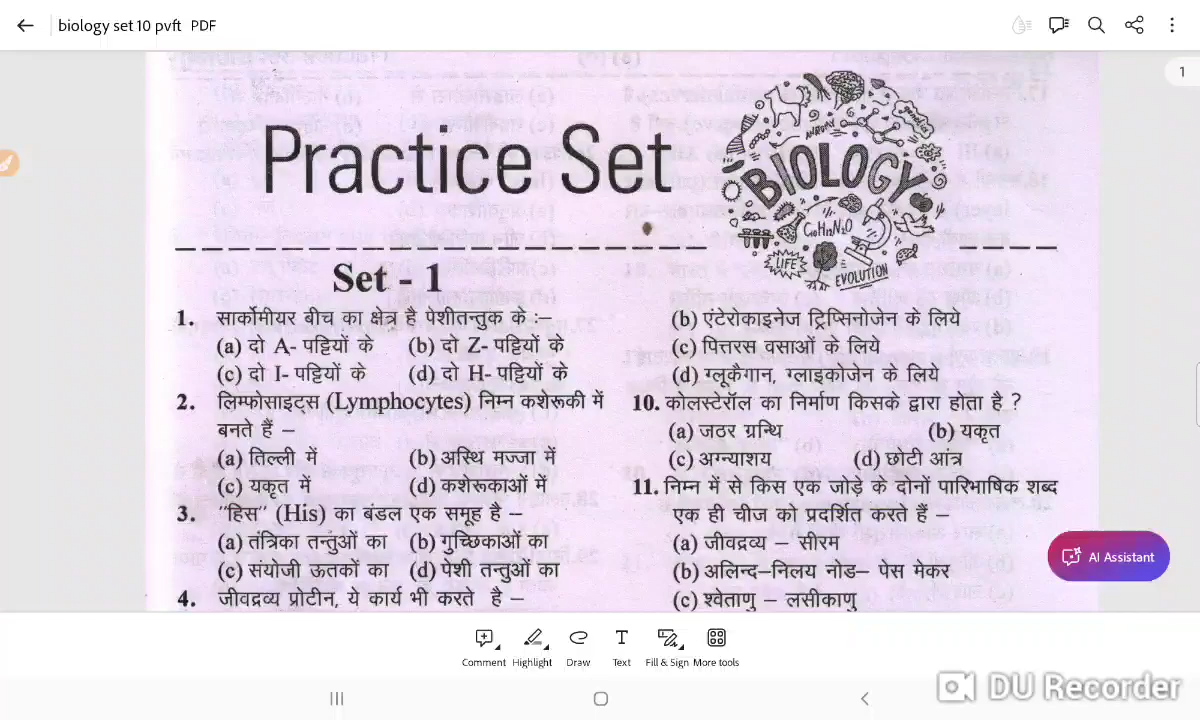 biology set 10 pvft PDF
1
Practice Set
BIOLOGY
C₁₀H₁₂N₂O
LIFE
EVOLUTION
Set - 1
1. सार्कोमीयर बीच का क्षेत्र है पेशीतन्तुक के :–
(a) दो A- पट्टियों के (b) दो Z- पट्टियों के
(c) दो I- पट्टियों के (d) दो H- पट्टियों के
2. लिम्फोसाइट्स (Lymphocytes) निम्न कशेरूकी में
बनते हैं –
(a) तिल्ली में (b) अस्थि मज्जा में
(c) यकृत में (d) कशेरूकाओं में
3. “हिस” (His) का बंडल एक समूह है –
(a) तंत्रिका तन्तुओं का (b) गुच्छिकाओं का
(c) संयोजी ऊतकों का (d) पेशी तन्तुओं का
4. जीवद्रव्य प्रोटीन, ये कार्य भी करते है –
(b) एंटेरोकाइनेज ट्रिप्सिनोजेन के लिये
(c) पित्तरस वसाओं के लिये
(d) ग्लूकैगान, ग्लाइकोजेन के लिये
10. कोलस्टेरॉल का निर्माण किसके द्वारा होता है ?
(a) जठर ग्रन्थि (b) यकृत
(c) अग्न्याशय (d) छोटी आंत्र
11. निम्न में से किस एक जोड़े के दोनों पारिभाषिक शब्द
एक ही चीज को प्रदर्शित करते हैं –
(a) जीवद्रव्य – सीरम
(b) अलिन्द–निलय नोड– पेस मेकर
(c) श्वेताणु – लसीकाणु
AI Assistant
Comment Highlight Draw Text Fill & Sign More tools
DU Recorder